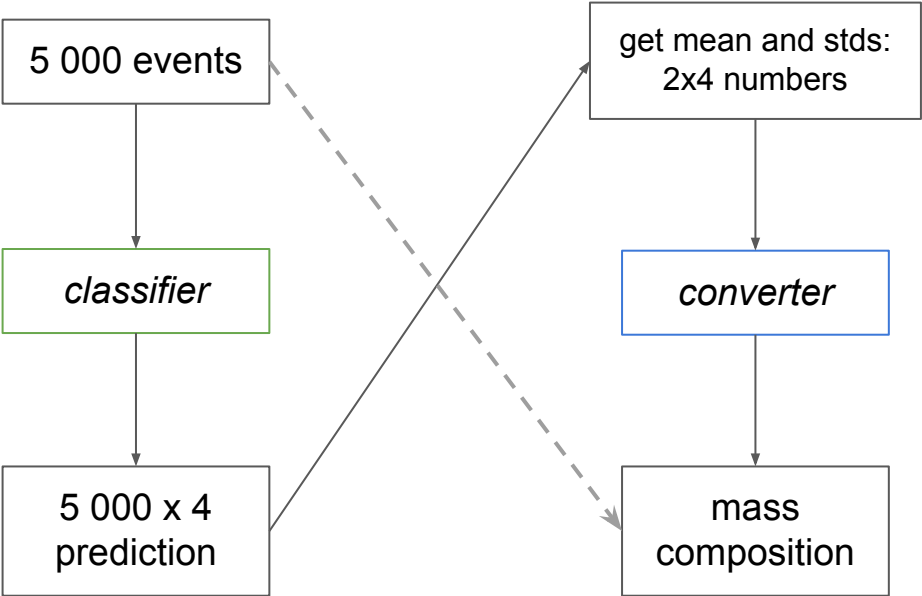 5 000 events
classifier
5 000 x 4
prediction
get mean and stds:
2x4 numbers
converter
mass
composition